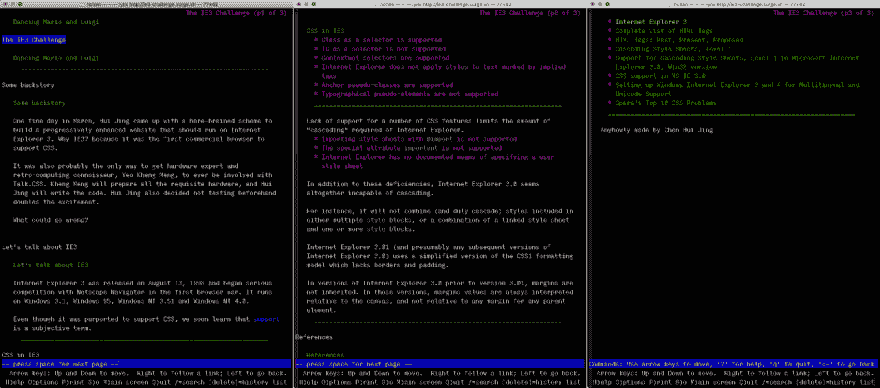 The IE3 Challenge (p1 of 3)
Dancing Mario and Luigi
The IE3 Challenge
Dancing Mario and Luigi
Some backstory
Some backstory
One fine day in March, Hui Jing came up with a hare-brained scheme to
build a progressively enhanced website that should run on Internet
Explorer 3. Why IE3? Because it was the first commercial browser to
support CSS.
It was also probably the only way to get hardware expert and
retro-computing connoisseur, Yeo Kheng Meng, to ever be involved with
Talk.CSS. Kheng Meng will prepare all the requisite hardware, and Hui
Jing will write the code. Hui Jing also decided not testing beforehand
doubles the excitement.
What could go wrong?
Let's talk about IE3
Let's talk about IE3
Internet Explorer 3 was released on August 13, 1996 and began serious
competition with Netscape Navigator in the first browser war. It runs
on Windows 3.1, Windows 95, Windows NT 3.51 and Windows NT 4.0.
Even though it was purported to support CSS, we soon learn that support
is a subjective term.
CSS in IE3
-- press space for next page --
Arrow keys: Up and Down to move. Right to follow a link; Left to go back.
H)elp O)ptions P)rint G)o M)ain screen Q)uit /=search [delete]=history list
The IE3 Challenge (p2 of 3)
CSS in IE3
* Class as a selector is supported
* ID as a selector is not supported
* Contextual selectors are supported
* Internet Explorer does not apply styles to text marked as
* Anchor pseudo-classes are supported
* Typographical pseudo-elements are not supported
Lack of support for a number of CSS features limits the amount of
"cascading" required of Internet Explorer.
* Importing style sheets with @import is not supported
* The special attribute important is not supported
* Internet Explorer has no documented means of specifying a user
style sheet
In addition to these deficiencies, Internet Explorer 3.0 seems
altogether incapable of cascading.
For instance, it will not combine (and duly cascade) styles included in
either multiple style blocks, or a combination of a linked style sheet
and one or more style blocks.
Internet Explorer 3.01 (and presumably any subsequent versions of
Internet Explorer 3.0) uses a simplified version of the CSS1 formatting
model which lacks borders and padding.
In versions of Internet Explorer 3.0 prior to version 3.01, margins are
not inherited. In those versions, margin values are always interpreted
relative to the canvas, and not relative to any margin for any parent
element.
References
References
-- press space for next page --
Arrow keys: Up and Down to move. Right to follow a link; Left to go back.
H)elp O)ptions P)rint G)o M)ain screen Q)uit /=search [delete]=history list
The IE3 Challenge (p3 of 3)
* Internet Explorer 3
* Complete List of HTML Tags
* HTML Tags: Past, Present, Proposed
* Cascading Style Sheets, level 1
* Support for Cascading Style Sheets, Level 1 in Microsoft Internet
Explorer 3.0, Win95 version
* CSS support in MS IE 3.0
* Setting up Windows Internet Explorer 3 and 4 for Multilingual and
Unicode Support
* Top 10 CSS Problems
Anyhowly made by Chen Hui Jing
Commands: Use arrow keys to move, '?' for help, 'q' to quit, '<-' to go back
Arrow keys: Up and Down to move. Right to follow a link; Left to go back.
H)elp O)ptions P)rint G)o M)ain screen Q)uit /=search [delete]=history list